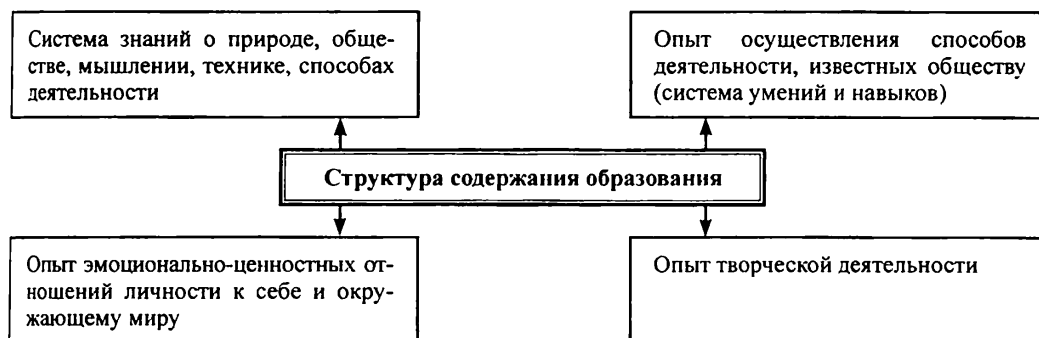 Система знаний о природе, обще-
стве, мышлении, технике, способах
деятельности
Опыт осуществления способов
деятельности, известных обществу
(система умений и навыков)
Структура содержания образования
Опыт эмоционально-ценностных от-
ношений личности к себе и окру-
жающему миру
Опыт творческой деятельности